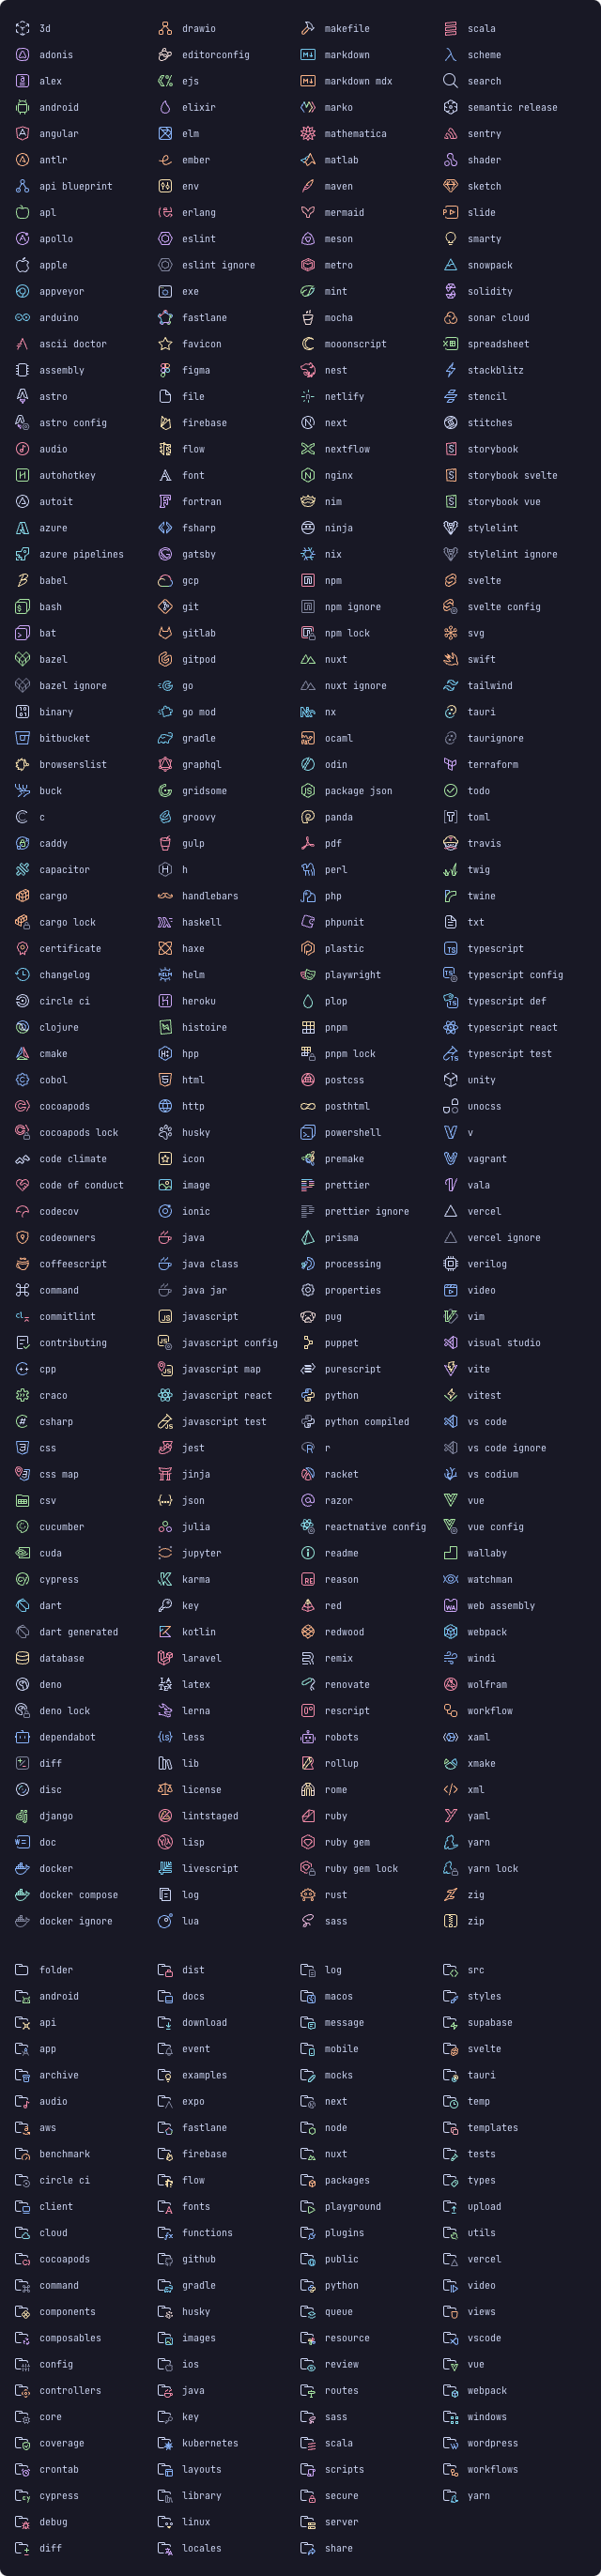 3d drawio makefile scala
adonis editorconfig markdown scheme
alex ejs markdown mdx search
android elixir marko semantic release
angular elm mathematica sentry
antlr ember matlab shader
api blueprint env maven sketch
apl erlang mermaid slide
apollo eslint meson smarty
apple eslint ignore metro snowpack
appveyor exe mint solidity
arduino fastlane mocha sonar cloud
ascii doctor favicon mooonscript spreadsheet
assembly figma nest stackblitz
astro file netlify stencil
astro config firebase next stitches
audio flow nextflow storybook
autohotkey font nginx storybook svelte
autoit fortran nim storybook vue
azure fsharp ninja stylelint
azure pipelines gatsby nix stylelint ignore
babel gcp npm svelte
bash git npm ignore svelte config
bat gitlab npm lock svg
bazel gitpod nuxt swift
bazel ignore go nuxt ignore tailwind
binary go mod nx tauri
bitbucket gradle ocaml taurignore
browserslist graphql odin terraform
buck gridsome package json todo
c groovy panda toml
caddy gulp pdf travis
capacitor h perl twig
cargo handlebars php twine
cargo lock haskell phpunit txt
certificate haxe plastic typescript
changelog helm playwright typescript config
circle ci heroku plop typescript def
clojure histoire pnpm typescript react
cmake hpp pnpm lock typescript test
cobol html postcss unity
cocoapods http posthtml unocss
cocoapods lock husky powershell v
code climate icon premake vagrant
code of conduct image prettier vala
codecov ionic prettier ignore vercel
codeowners java prisma vercel ignore
coffeescript java class processing verilog
command java jar properties video
commitlint javascript pug vim
contributing javascript config puppet visual studio
cpp javascript map purescript vite
craco javascript react python vitest
csharp javascript test python compiled vs code
css jest r vs code ignore
css map jinja racket vs codium
csv json razor vue
cucumber julia reactnative config vue config
cuda jupyter readme wallaby
cypress karma reason watchman
dart key red web assembly
dart generated kotlin redwood webpack
database laravel remix windi
deno latex renovate wolfram
deno lock lerna rescript workflow
dependabot less robots xaml
diff lib rollup xmake
disc license rome xml
django lintstaged ruby yaml
doc lisp ruby gem yarn
docker livescript ruby gem lock yarn lock
docker compose log rust zig
docker ignore lua sass zip
folder dist log src
android docs macos styles
api download message supabase
app event mobile svelte
archive examples mocks tauri
audio expo next temp
aws fastlane node templates
benchmark firebase nuxt tests
circle ci flow packages types
client fonts playground upload
cloud functions plugins utils
cocoapods github public vercel
command gradle python video
components husky queue views
composables images resource vscode
config ios review vue
controllers java routes webpack
core key sass windows
coverage kubernetes scala wordpress
crontab layouts scripts workflows
cypress library secure yarn
debug linux server
diff locales share